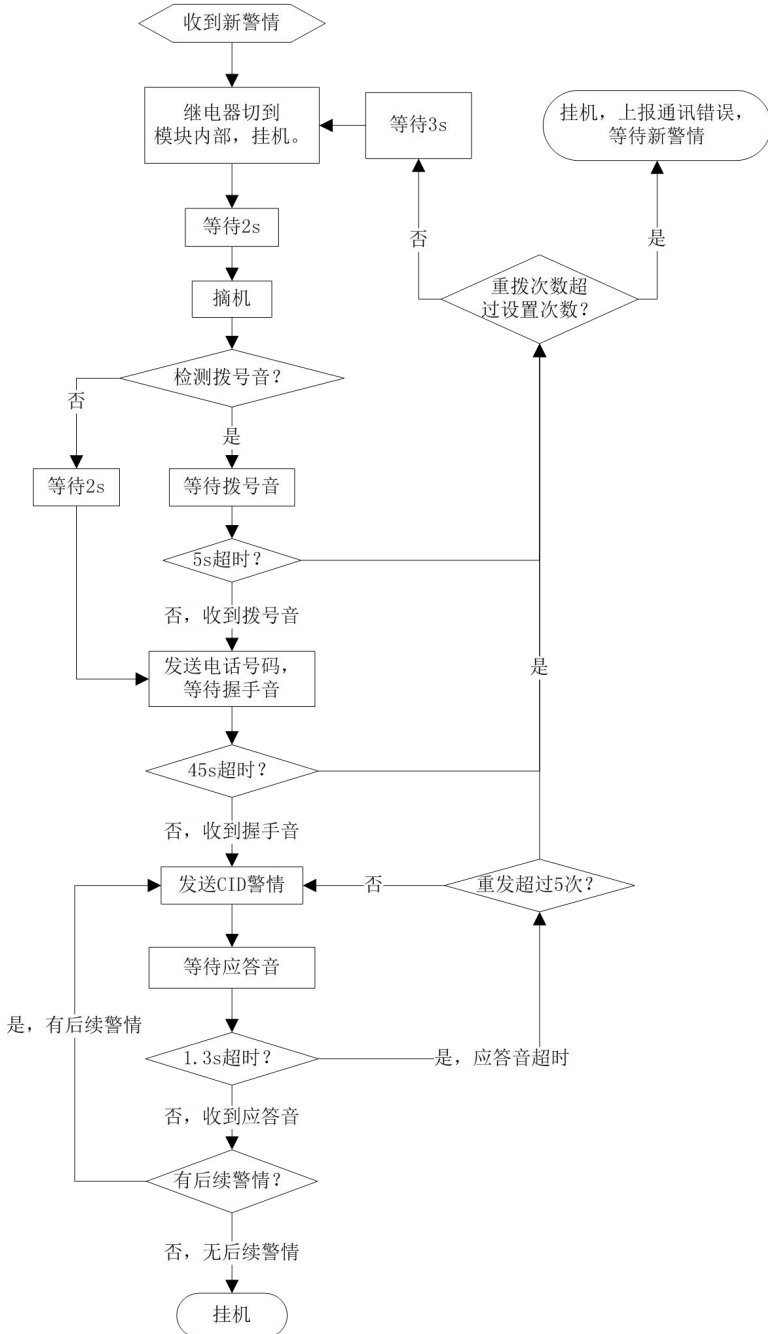 收到新警情
继电器切到
模块内部，挂机。
等待3s
挂机，上报通讯错误，
等待新警情
等待2s
否
是
摘机
重拨次数超
过设置次数？
检测拨号音？
否
是
等待2s
等待拨号音
5s超时？
否，收到拨号音
发送电话号码，
等待握手音
是
45s超时？
否，收到握手音
发送CID警情
否
重发超过5次？
等待应答音
是，有后续警情
1.3s超时？
是，应答音超时
否，收到应答音
有后续警情？
否，无后续警情
挂机